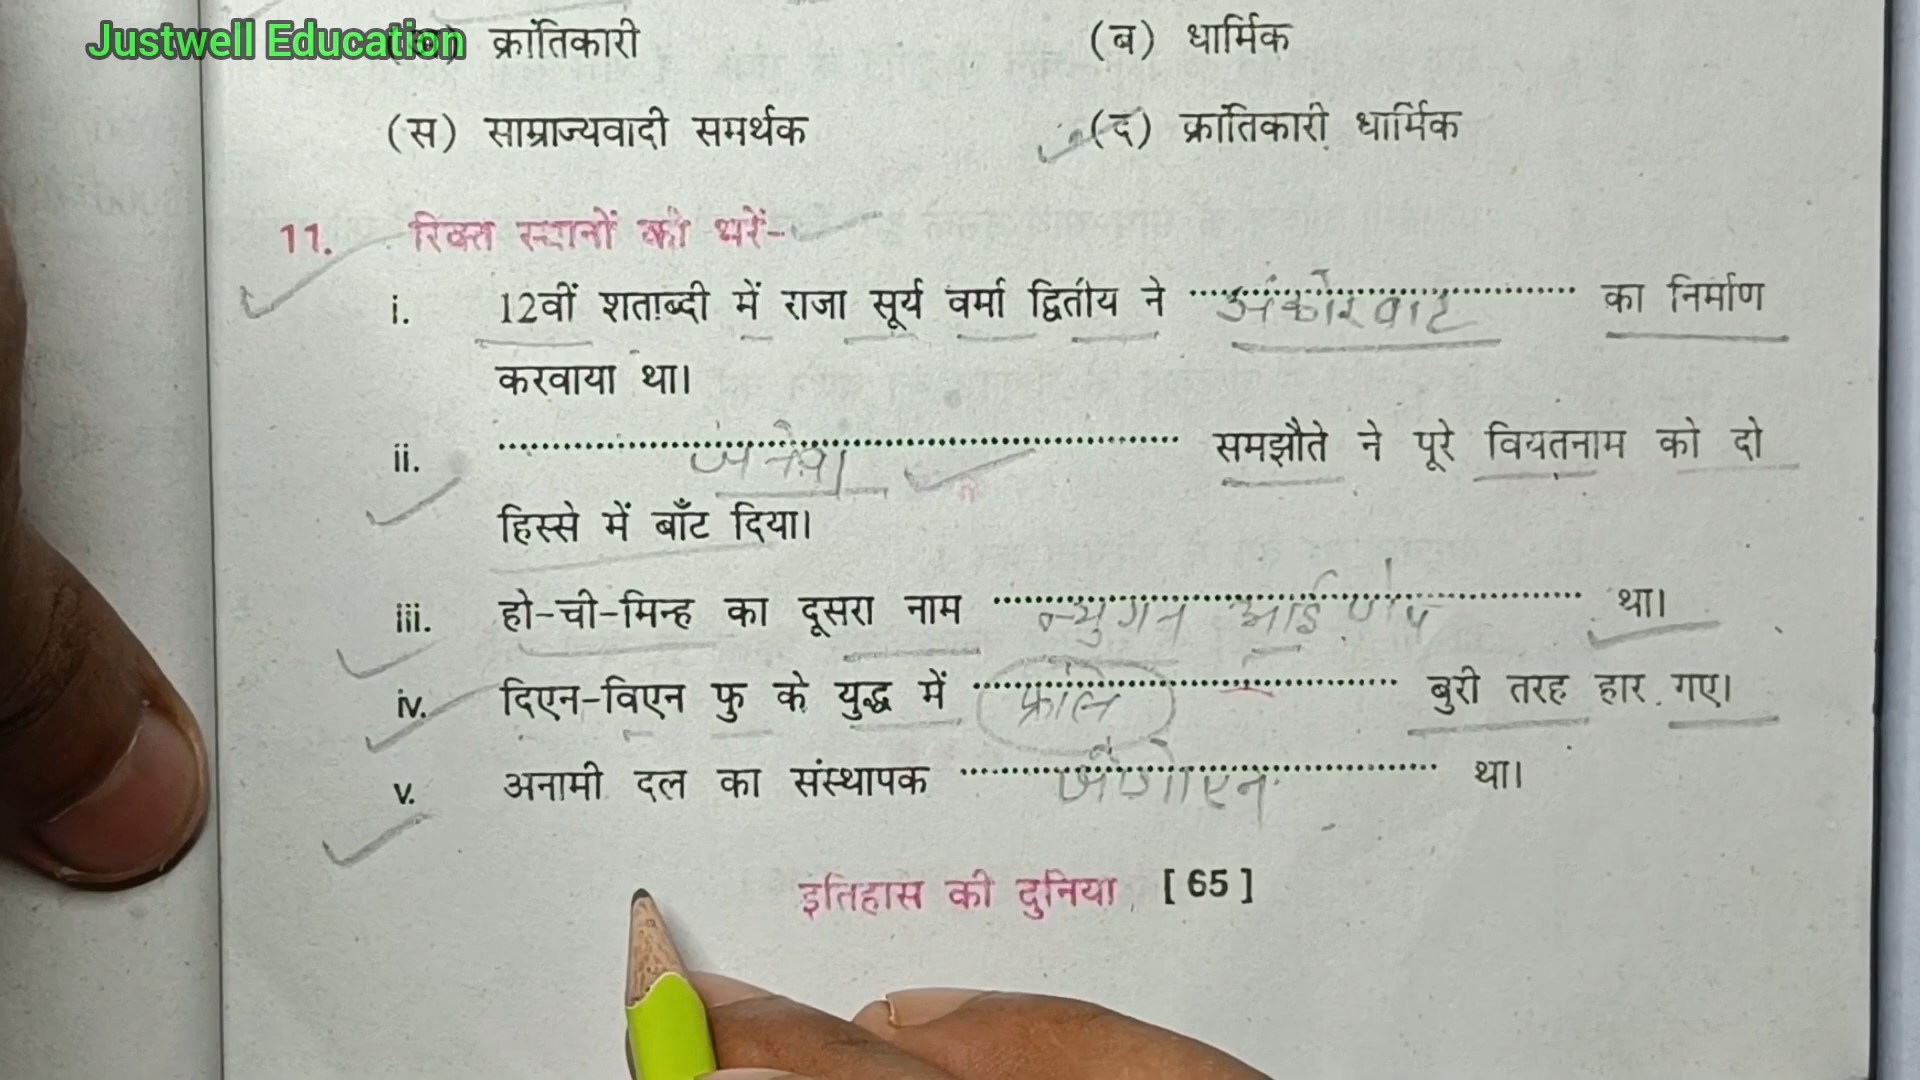 Justwell Education
क्रांतिकारी (ब) धार्मिक
(स) साम्राज्यवादी समर्थक (द) क्रांतिकारी धार्मिक
11. रिक्त स्थानों को भरें-
i. 12वीं शताब्दी में राजा सूर्य वर्मा द्वितीय ने अंकोरवाट का निर्माण
करवाया था।
ii. जेनेवा समझौते ने पूरे वियतनाम को दो
हिस्से में बाँट दिया।
iii. हो-ची-मिन्ह का दूसरा नाम न्यूगन आई था।
iv. दिएन-विएन फु के युद्ध में बुरी तरह हार गए।
v. अनामी दल का संस्थापक था।
इतिहास की दुनिया [ 65 ]